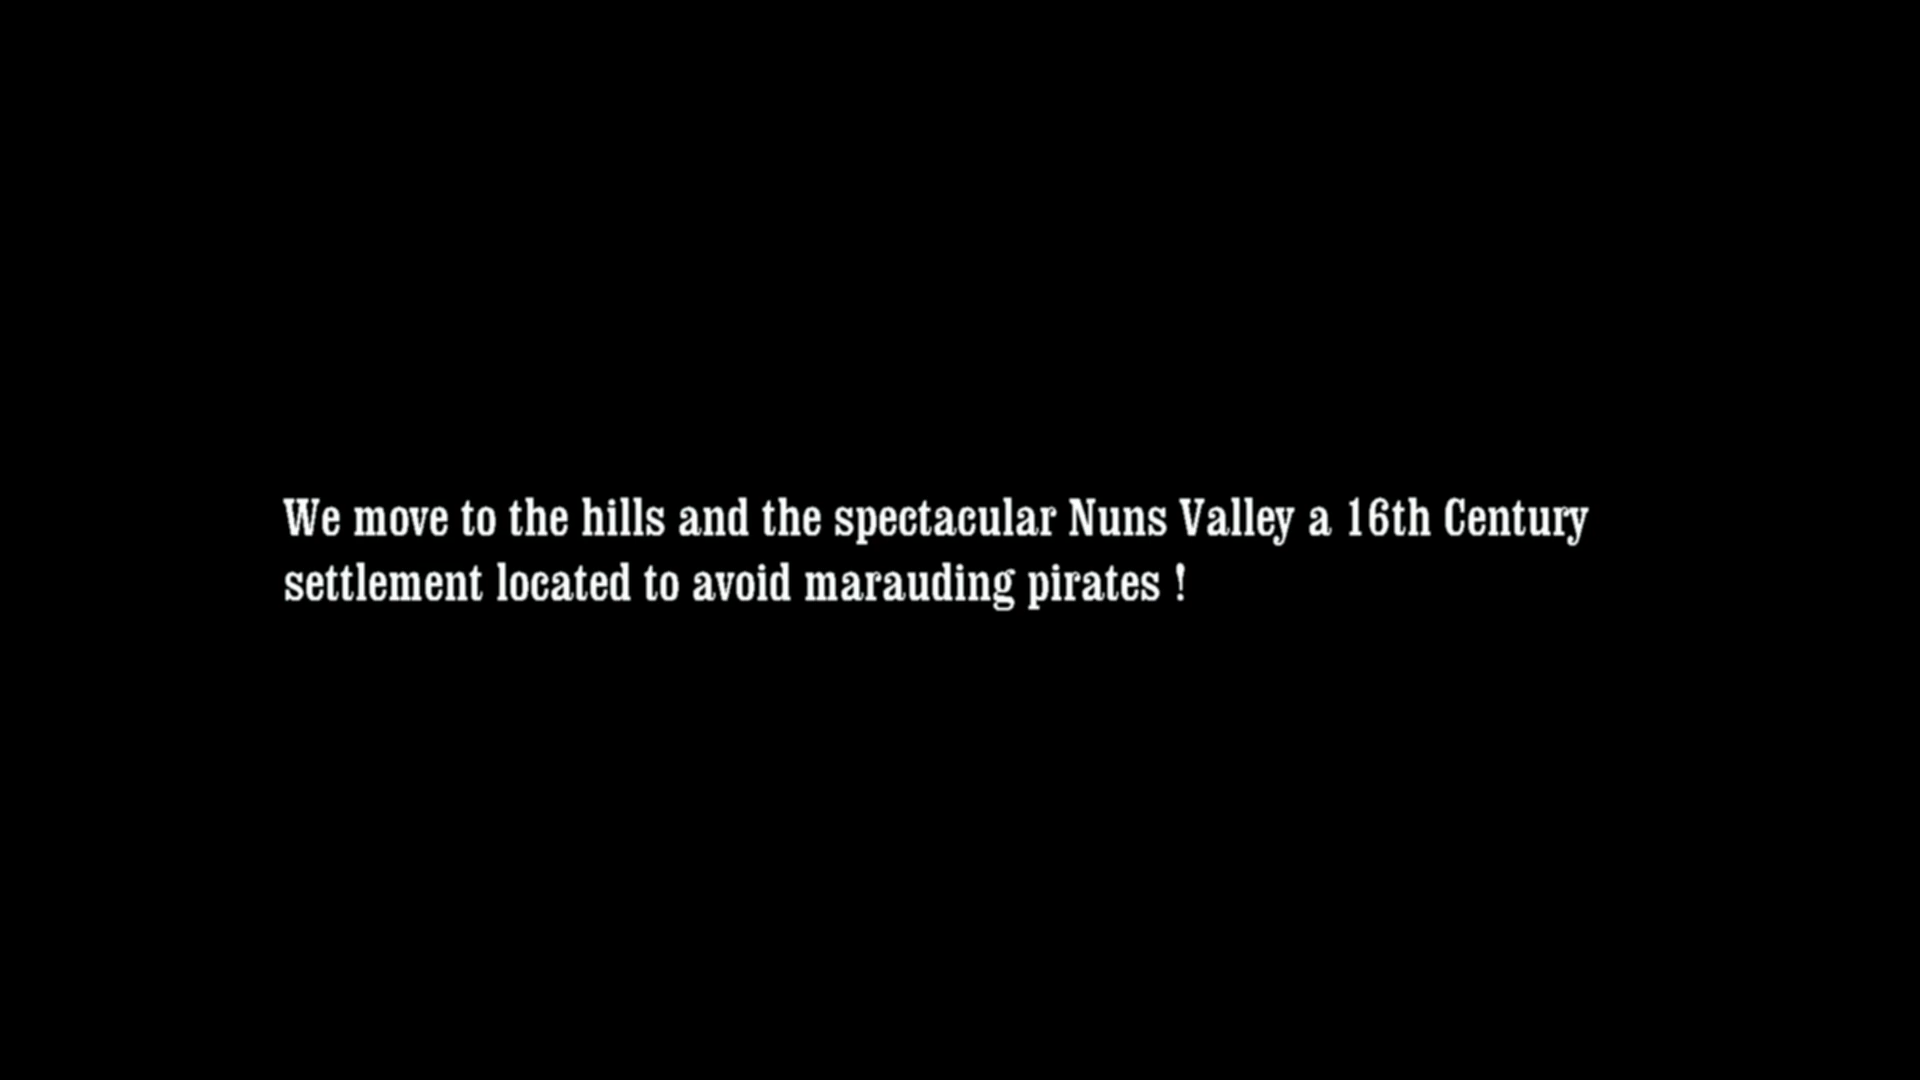 We move to the hills and the spectacular Nuns Valley a 16th Century
settlement located to avoid marauding pirates !